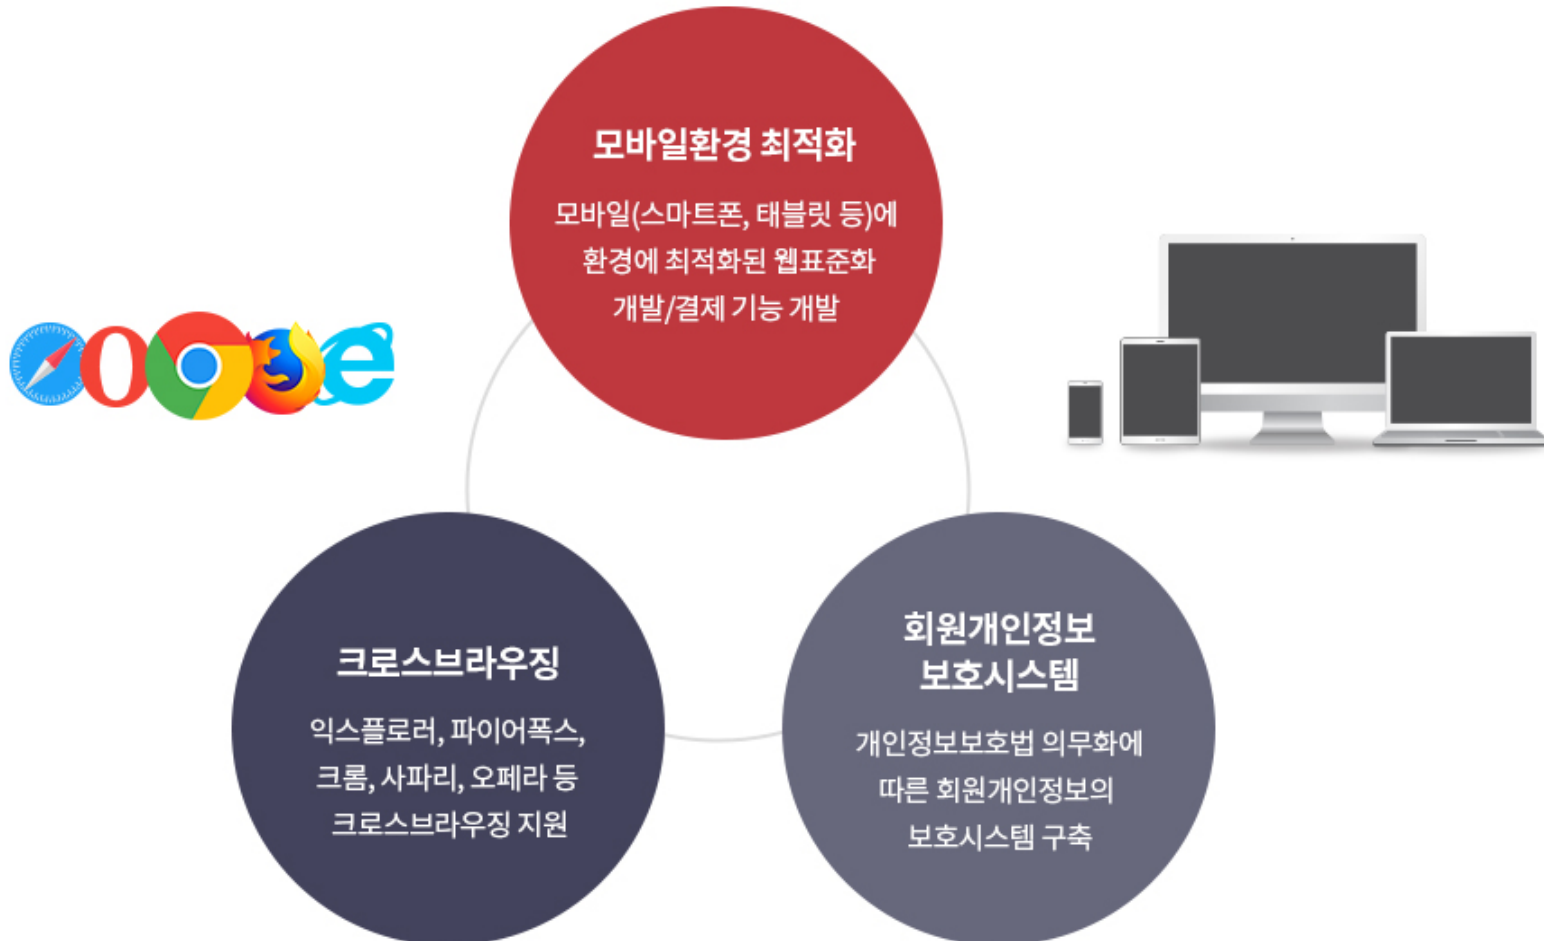 모바일환경 최적화
모바일(스마트폰, 태블릿 등)에
환경에 최적화된 웹표준화
개발/결제 기능 개발
크로스브라우징
익스플로러, 파이어폭스,
크롬, 사파리, 오페라 등
크로스브라우징 지원
회원개인정보
보호시스템
개인정보보호법 의무화에
따른 회원개인정보의
보호시스템 구축